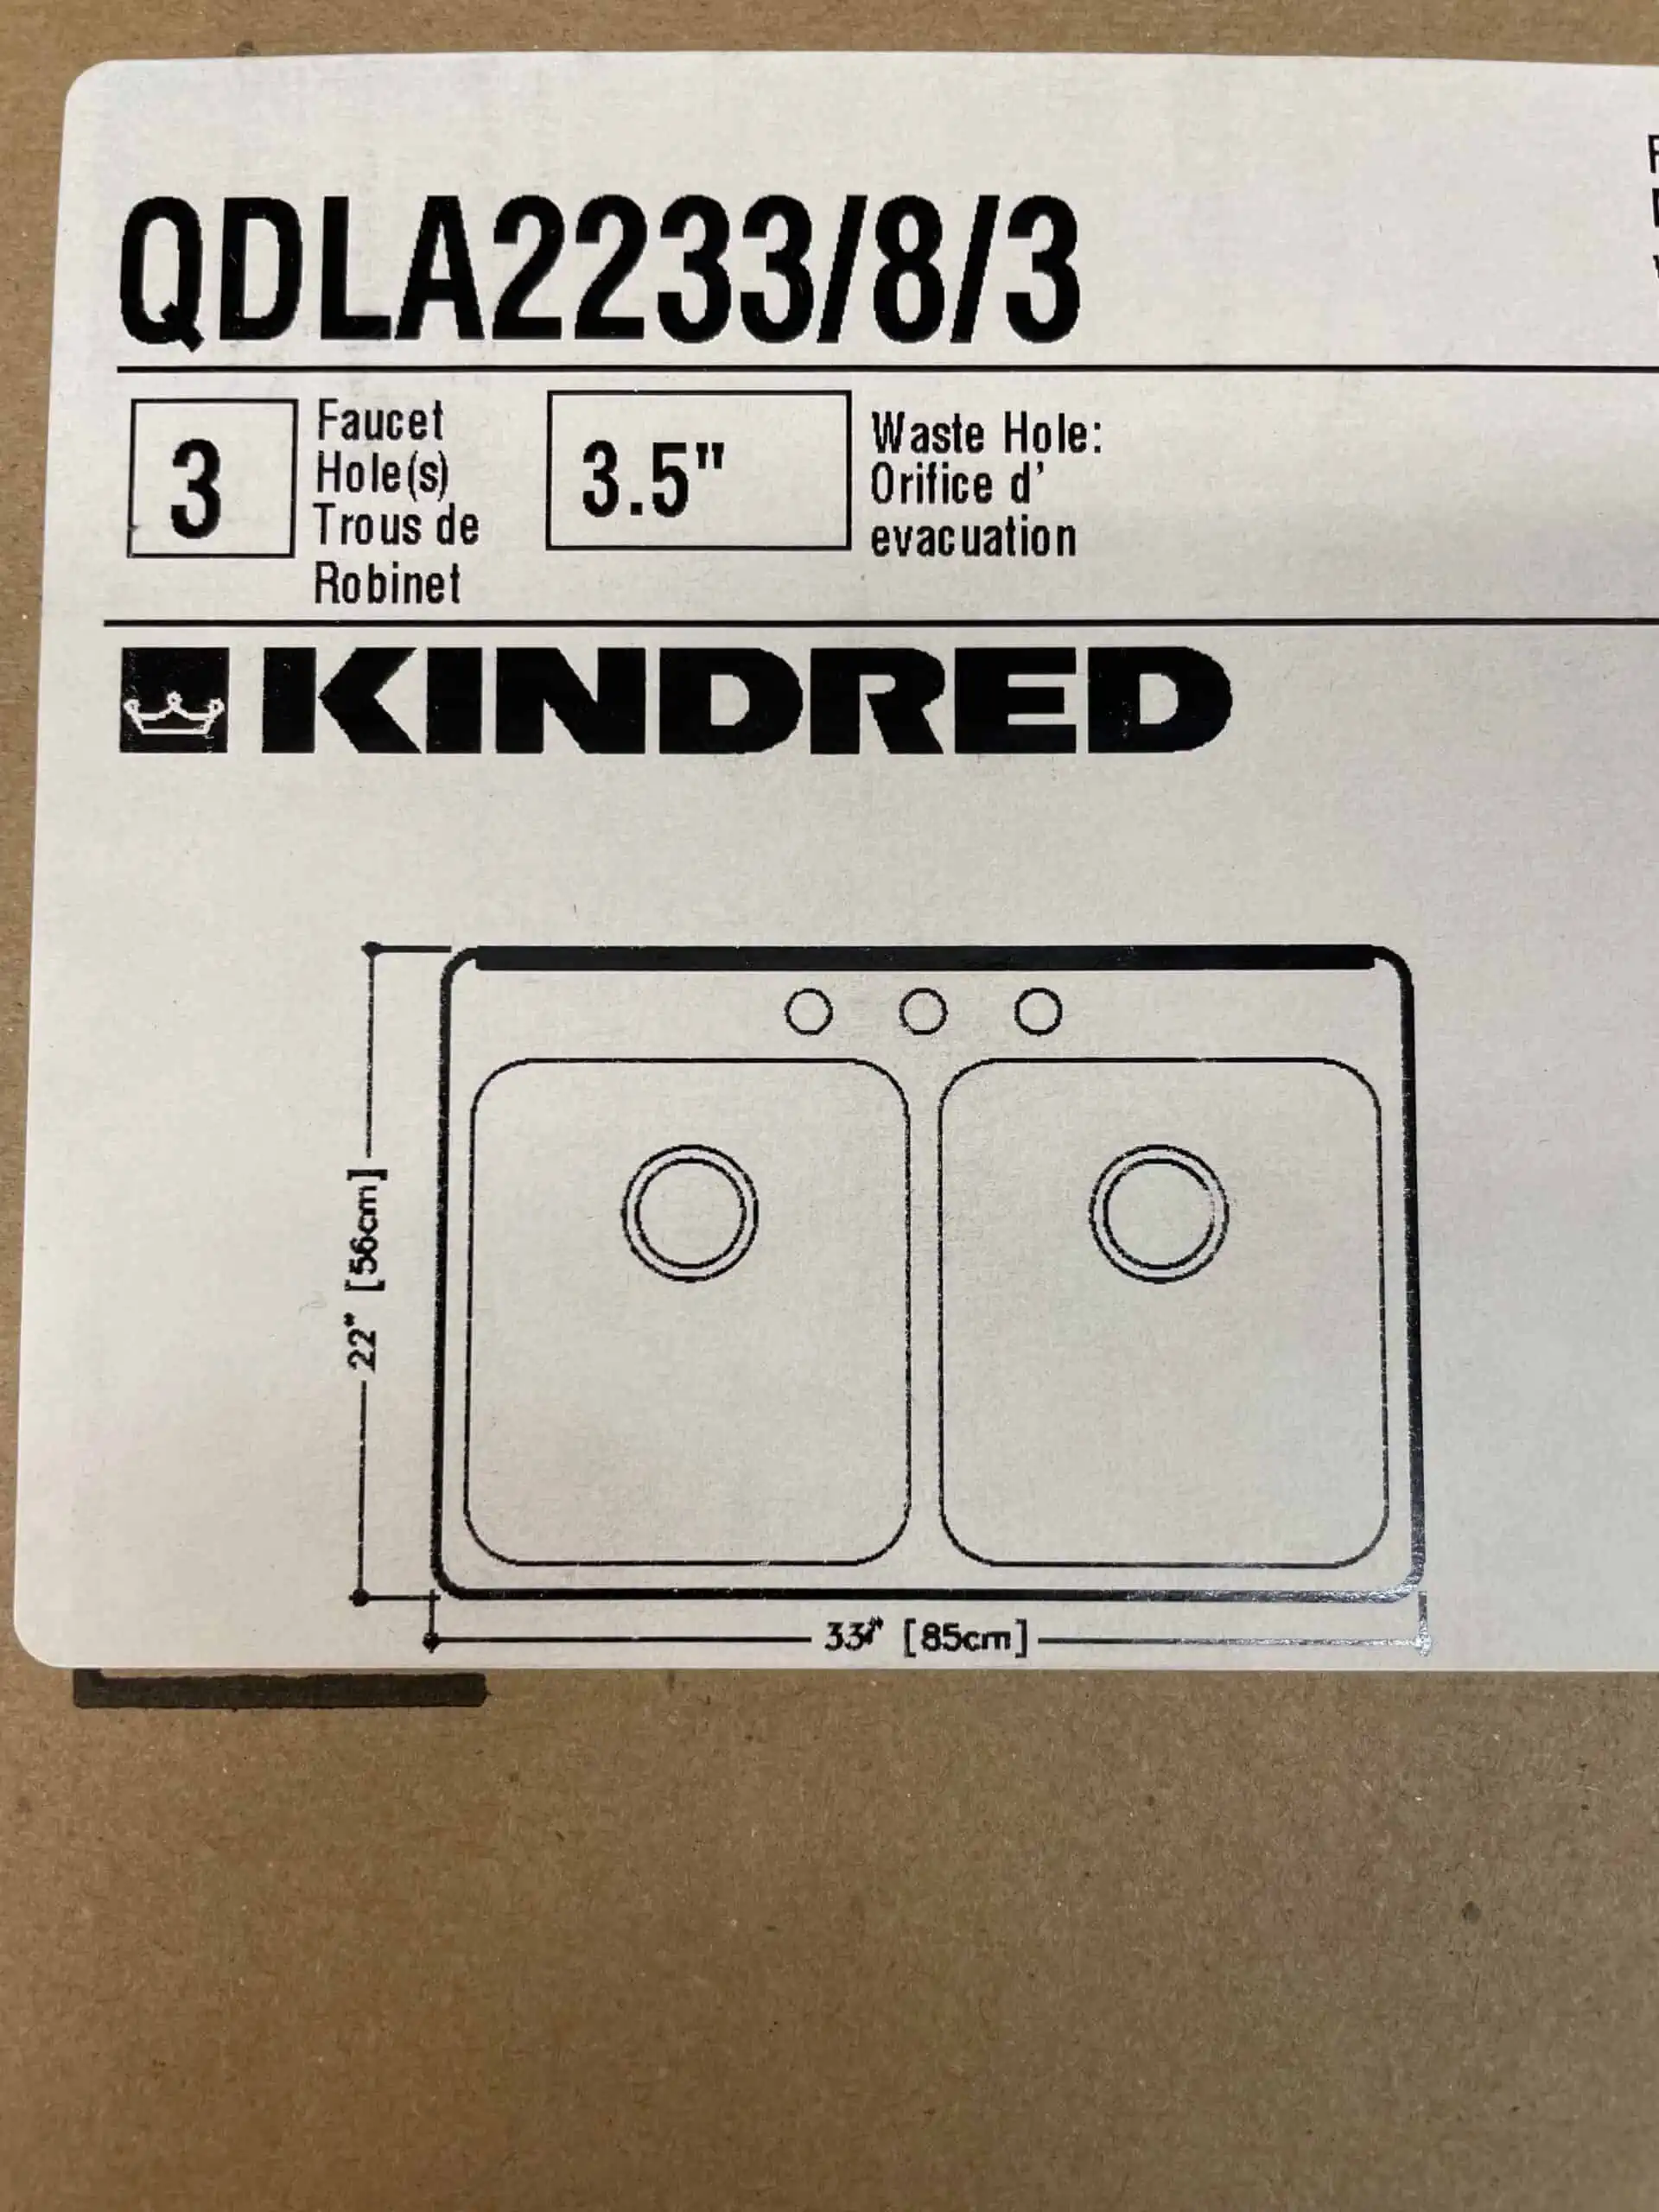 QDLA2233/8/3
3
Faucet
Hole(s)
Trous de
Robinet
3.5"
Waste Hole:
Orifice d'
evacuation
KINDRED
22" [56cm]
[85cm]